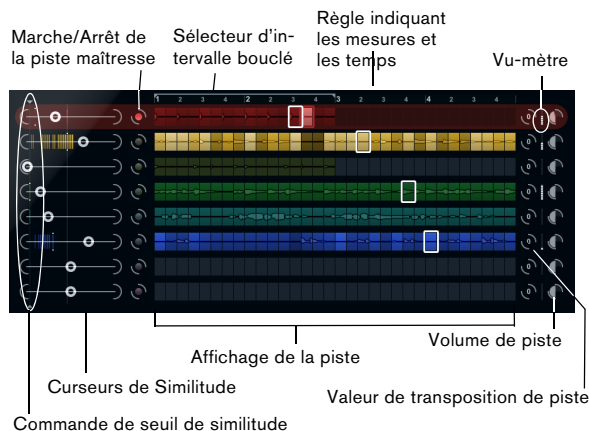 Marche/Arrêt de
la piste maîtresse
Sélecteur d'in-
tervalle bouclé
Règle indiquant
les mesures et
les temps
Vu-mètre
1 2 3 4 2 2 3 4 3 2 3 4 4 2 3 4
0
0
0
0
0
0
0
0
Affichage de la piste
Volume de piste
Curseurs de Similitude
Valeur de transposition de piste
Commande de seuil de similitude